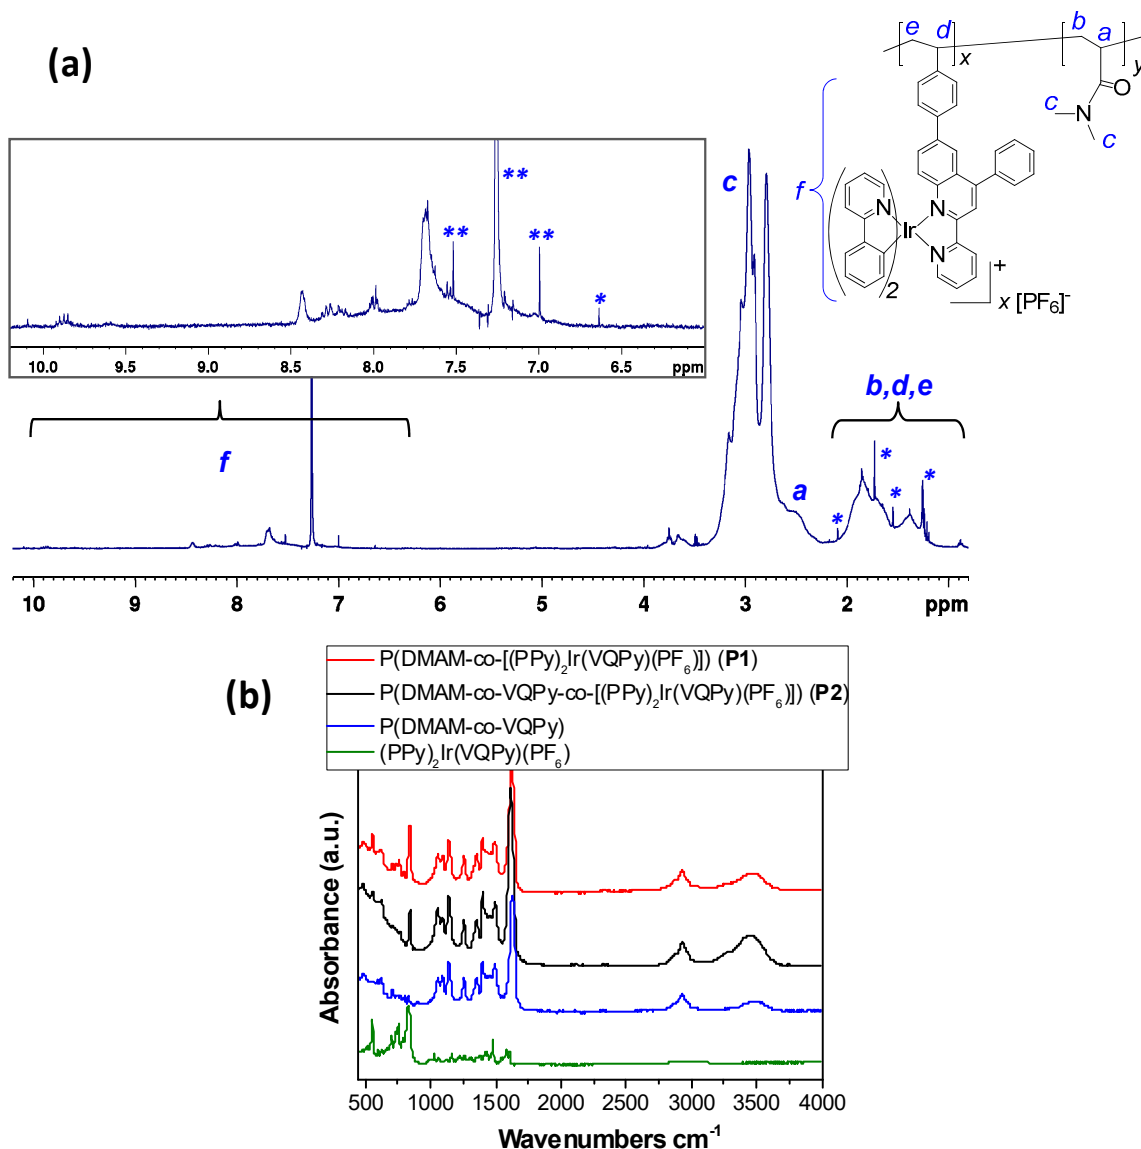 (a)
e d b a
x y
O
N
c
c
f
N N
Ir
N
2
+
x [PF₆]⁻
** ** ** *
10.0 9.5 9.0 8.5 8.0 7.5 7.0 6.5 ppm
c
b,d,e
f
a
* * * *
10 9 8 7 6 5 4 3 2 ppm
(b)
P(DMAM-co-[(PPy)₂Ir(VQPy)(PF₆)]) (P1)
P(DMAM-co-VQPy-co-[(PPy)₂Ir(VQPy)(PF₆)]) (P2)
P(DMAM-co-VQPy)
(PPy)₂Ir(VQPy)(PF₆)
Absorbance (a.u.)
500 1000 1500 2000 2500 3000 3500 4000
Wavenumbers cm⁻¹